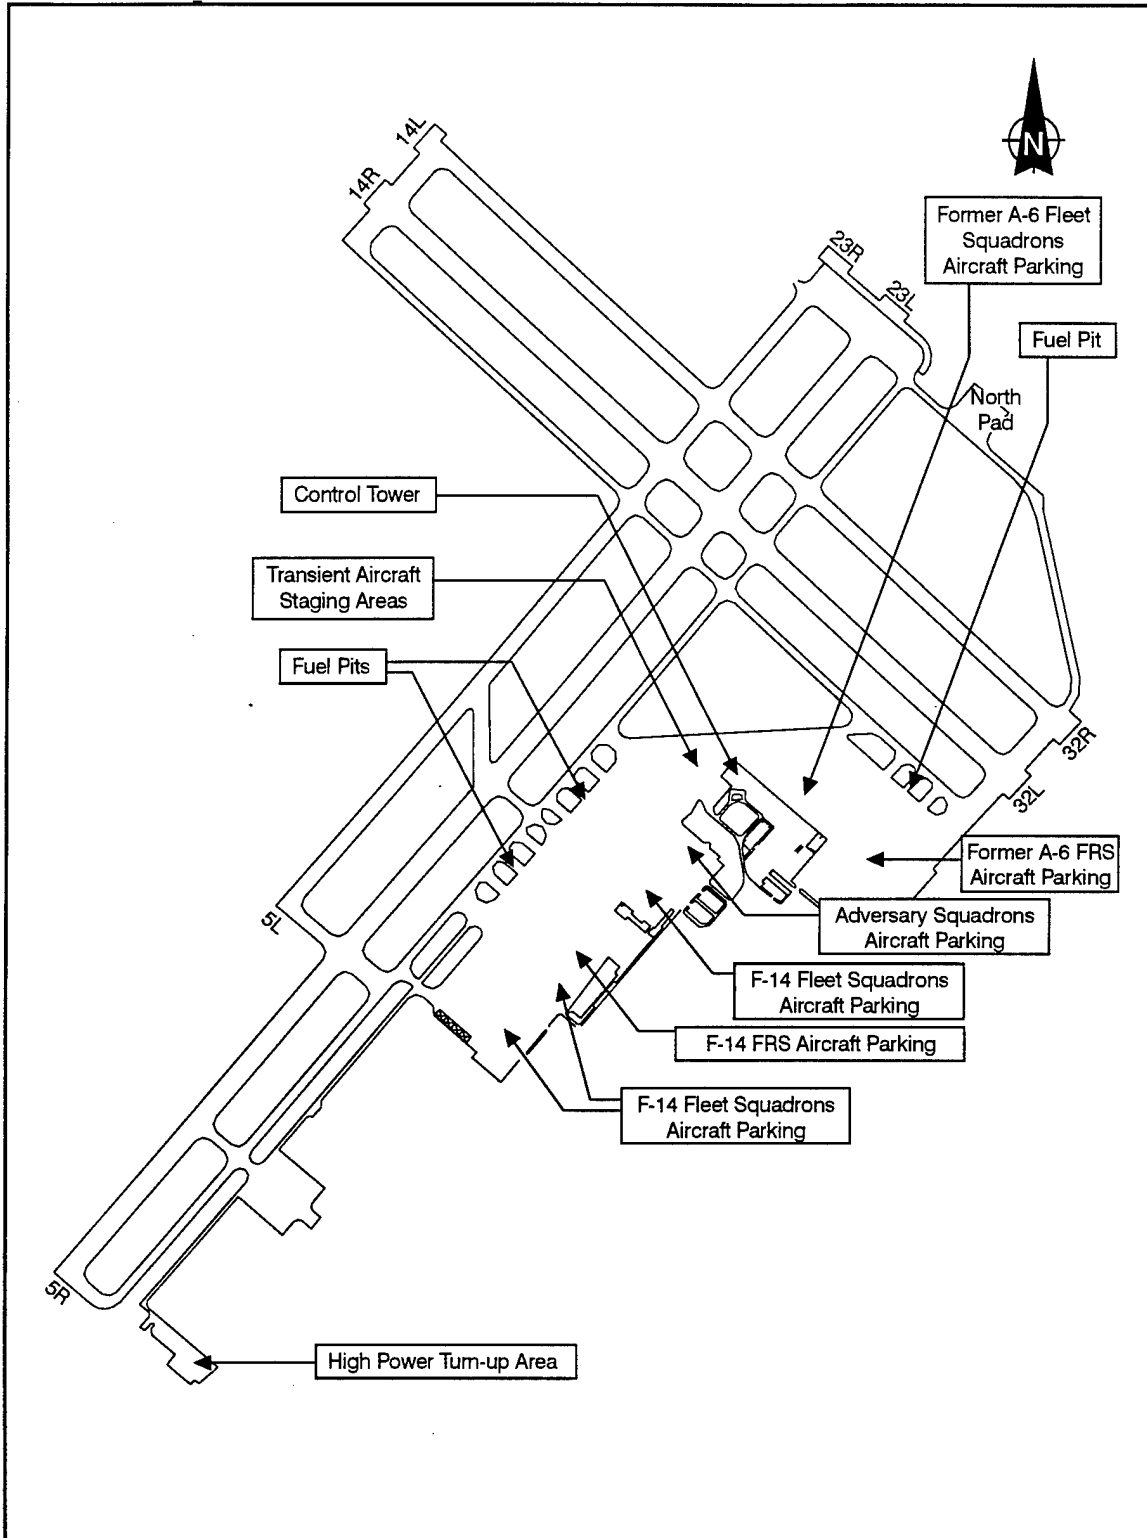 14L
14R
N
Former A-6 Fleet
Squadrons
Aircraft Parking
23R
23L
Fuel Pit
North
Pad
Control Tower
Transient Aircraft
Staging Areas
Fuel Pits
32R
32L
Former A-6 FRS
Aircraft Parking
5L
Adversary Squadrons
Aircraft Parking
F-14 Fleet Squadrons
Aircraft Parking
F-14 FRS Aircraft Parking
F-14 Fleet Squadrons
Aircraft Parking
5R
High Power Turn-up Area